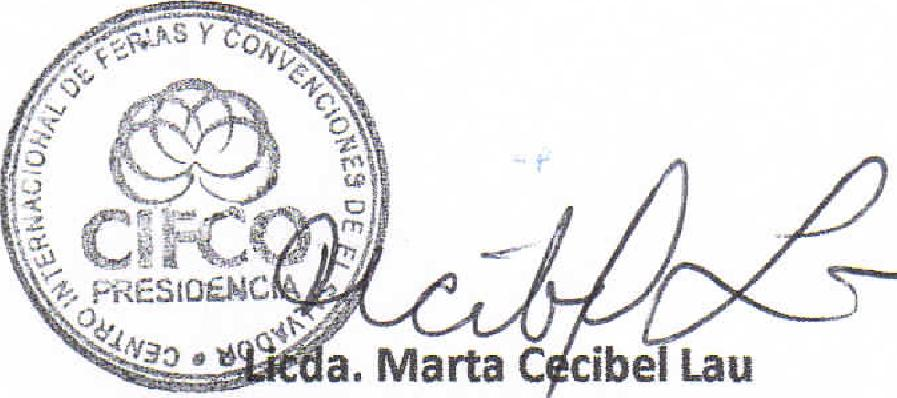 CENTRO INTERNACIONAL DE FERIAS Y CONVENCIONES DE EL SALVADOR •
CIFCO
PRESIDENCIA
Licda. Marta Cecibel Lau